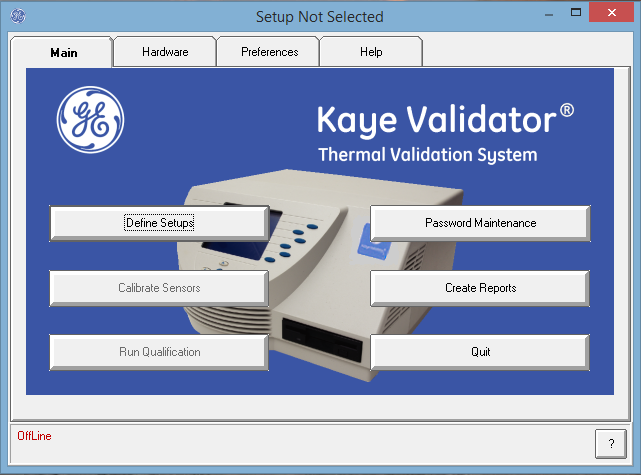 Setup Not Selected
Main
Hardware
Preferences
Help
GE
Kaye Validator®
Thermal Validation System
Define Setups
Password Maintenance
Calibrate Sensors
Create Reports
Run Qualification
Quit
OffLine
?